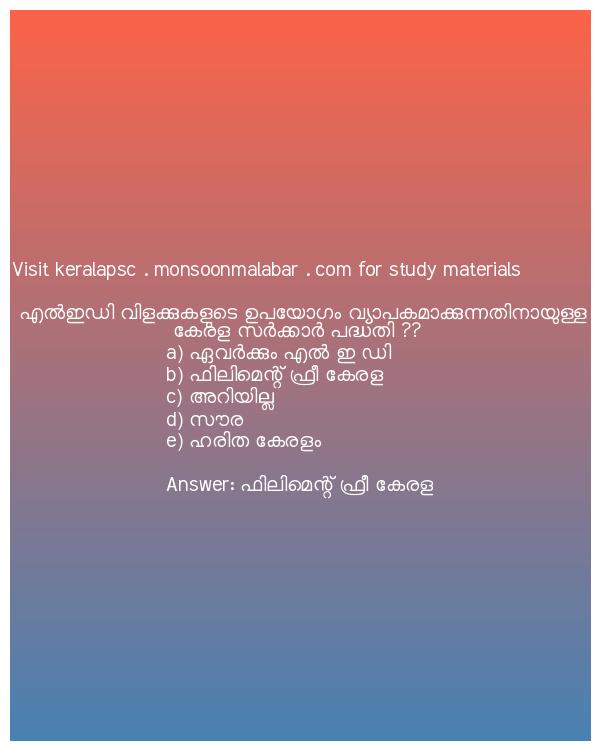 Visit keralapsc . monsoonmalabar . com for study materials
എൽഇഡി വിളക്കുകളുടെ ഉപയോഗം വ്യാപകമാക്കുന്നതിനായുള്ള
കേരള സർക്കാർ പദ്ധതി ??
a) ഏവർക്കും എൽ ഇ ഡി
b) ഫിലിമെന്റ് ഫ്രീ കേരള
c) അറിയില്ല
d) സൗര
e) ഹരിത കേരളം
Answer: ഫിലിമെന്റ് ഫ്രീ കേരള